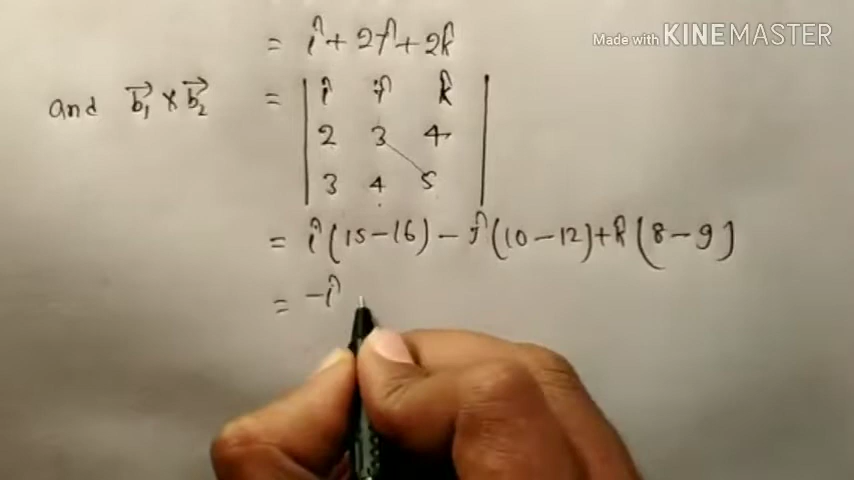 = î + 2ĵ + 2k̂
Made with KINEMASTER
and b⃗₁ × b⃗₂ = | î ĵ k̂ |
2 3 4
3 4 5
= î (15 - 16) - ĵ (10 - 12) + k̂ (8 - 9)
= -î